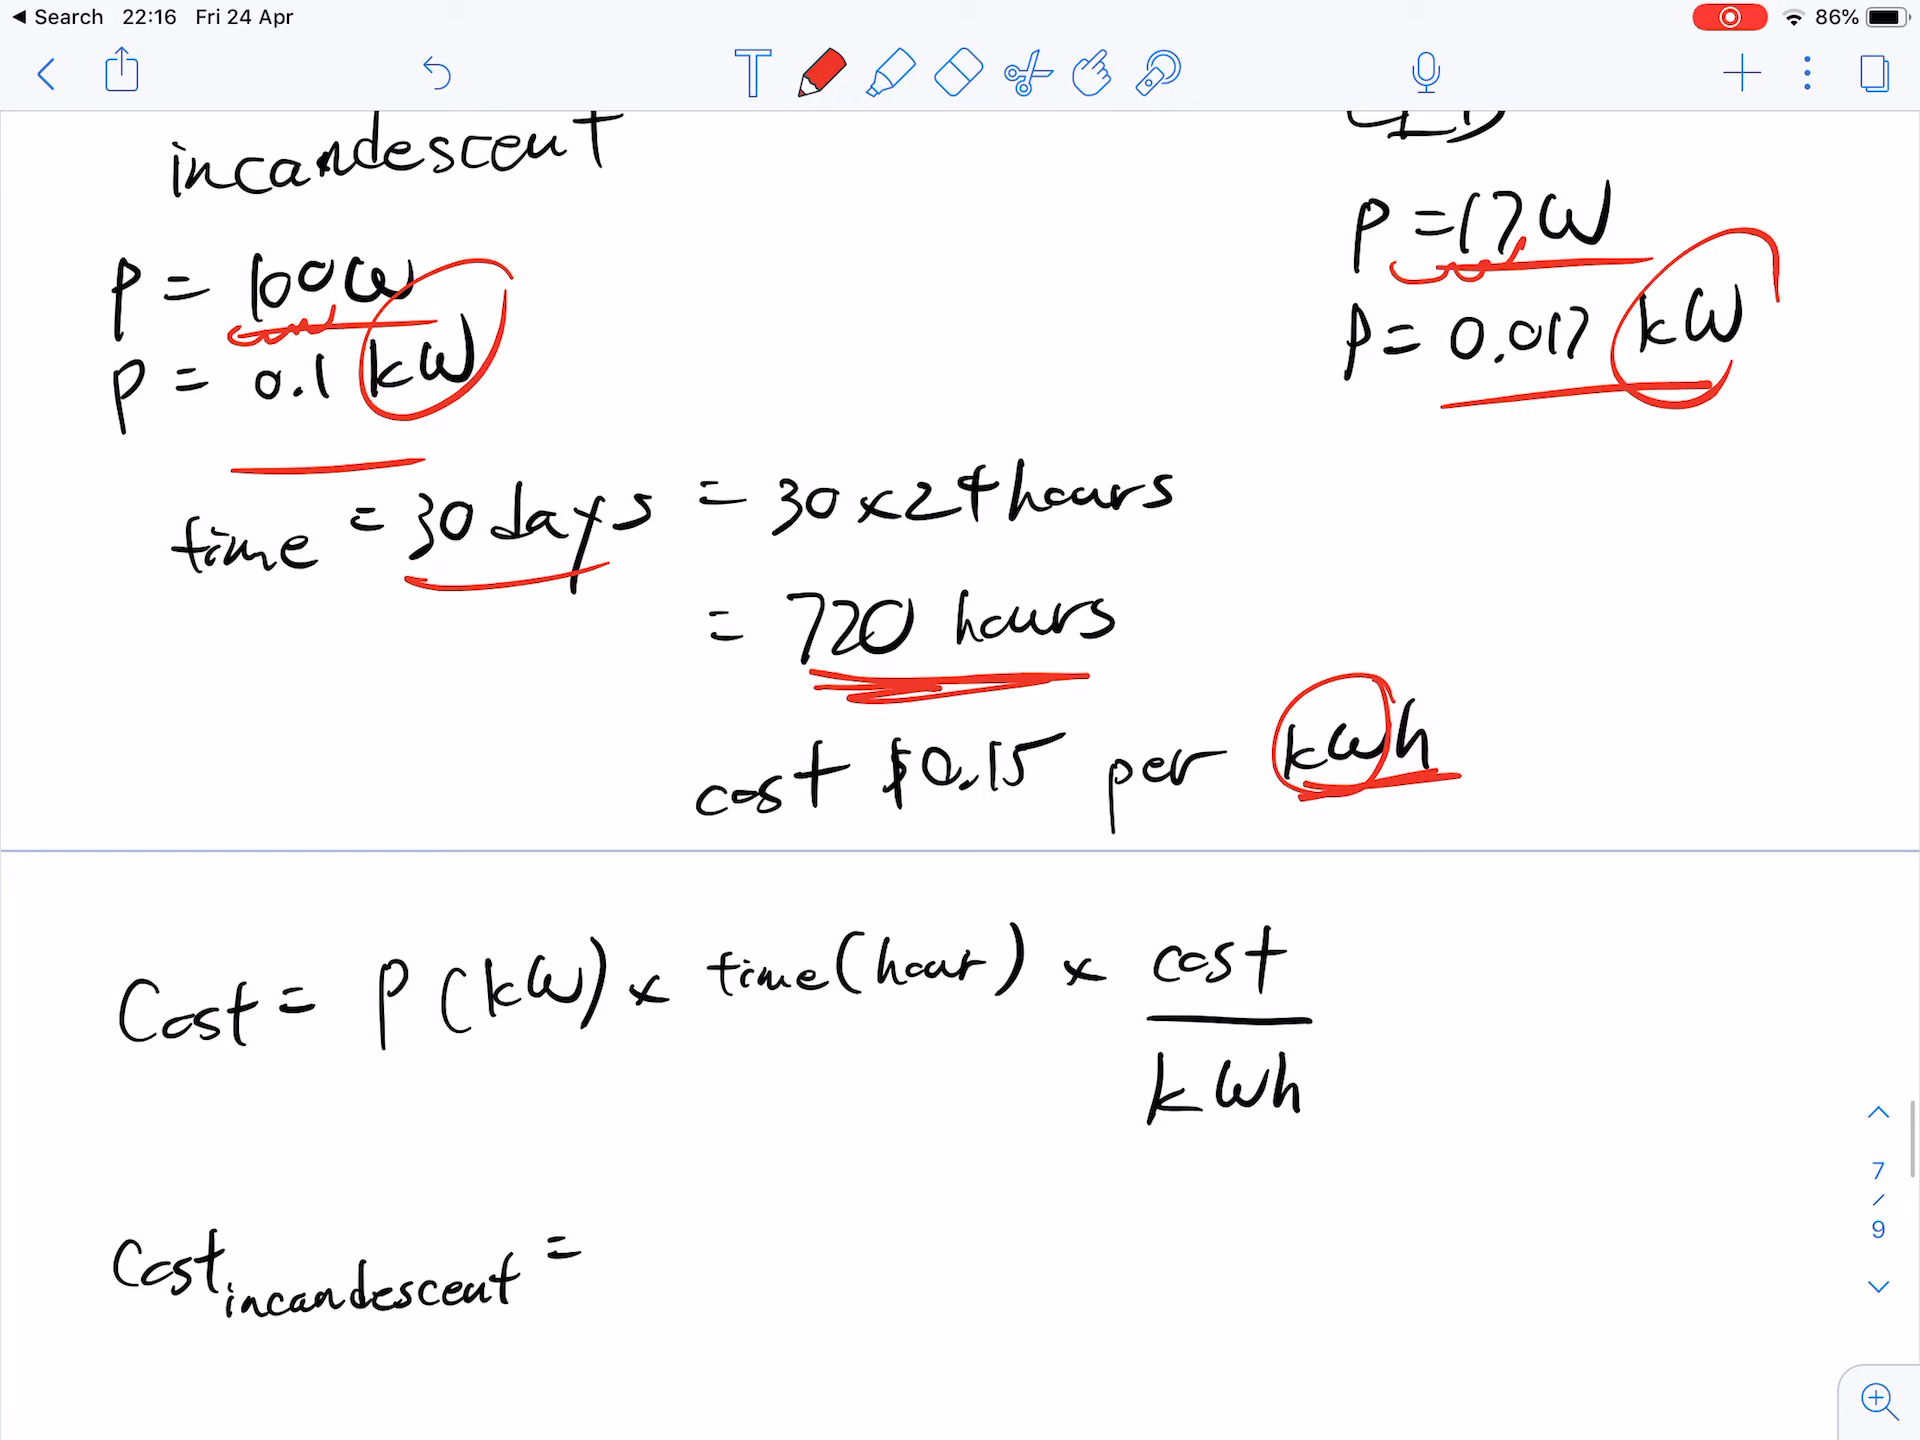 Search 22:16 Fri 24 Apr 86%
T
incandescent
LED
P = 100W
P = 17W
P = 0.1 kW
P = 0.017 kW
time = 30 days = 30 x 24 hours
= 720 hours
cost $0.15 per kWh
Cost = P (kW) x time (hour) x cost
kWh
7
/
9
Cost incandescent =